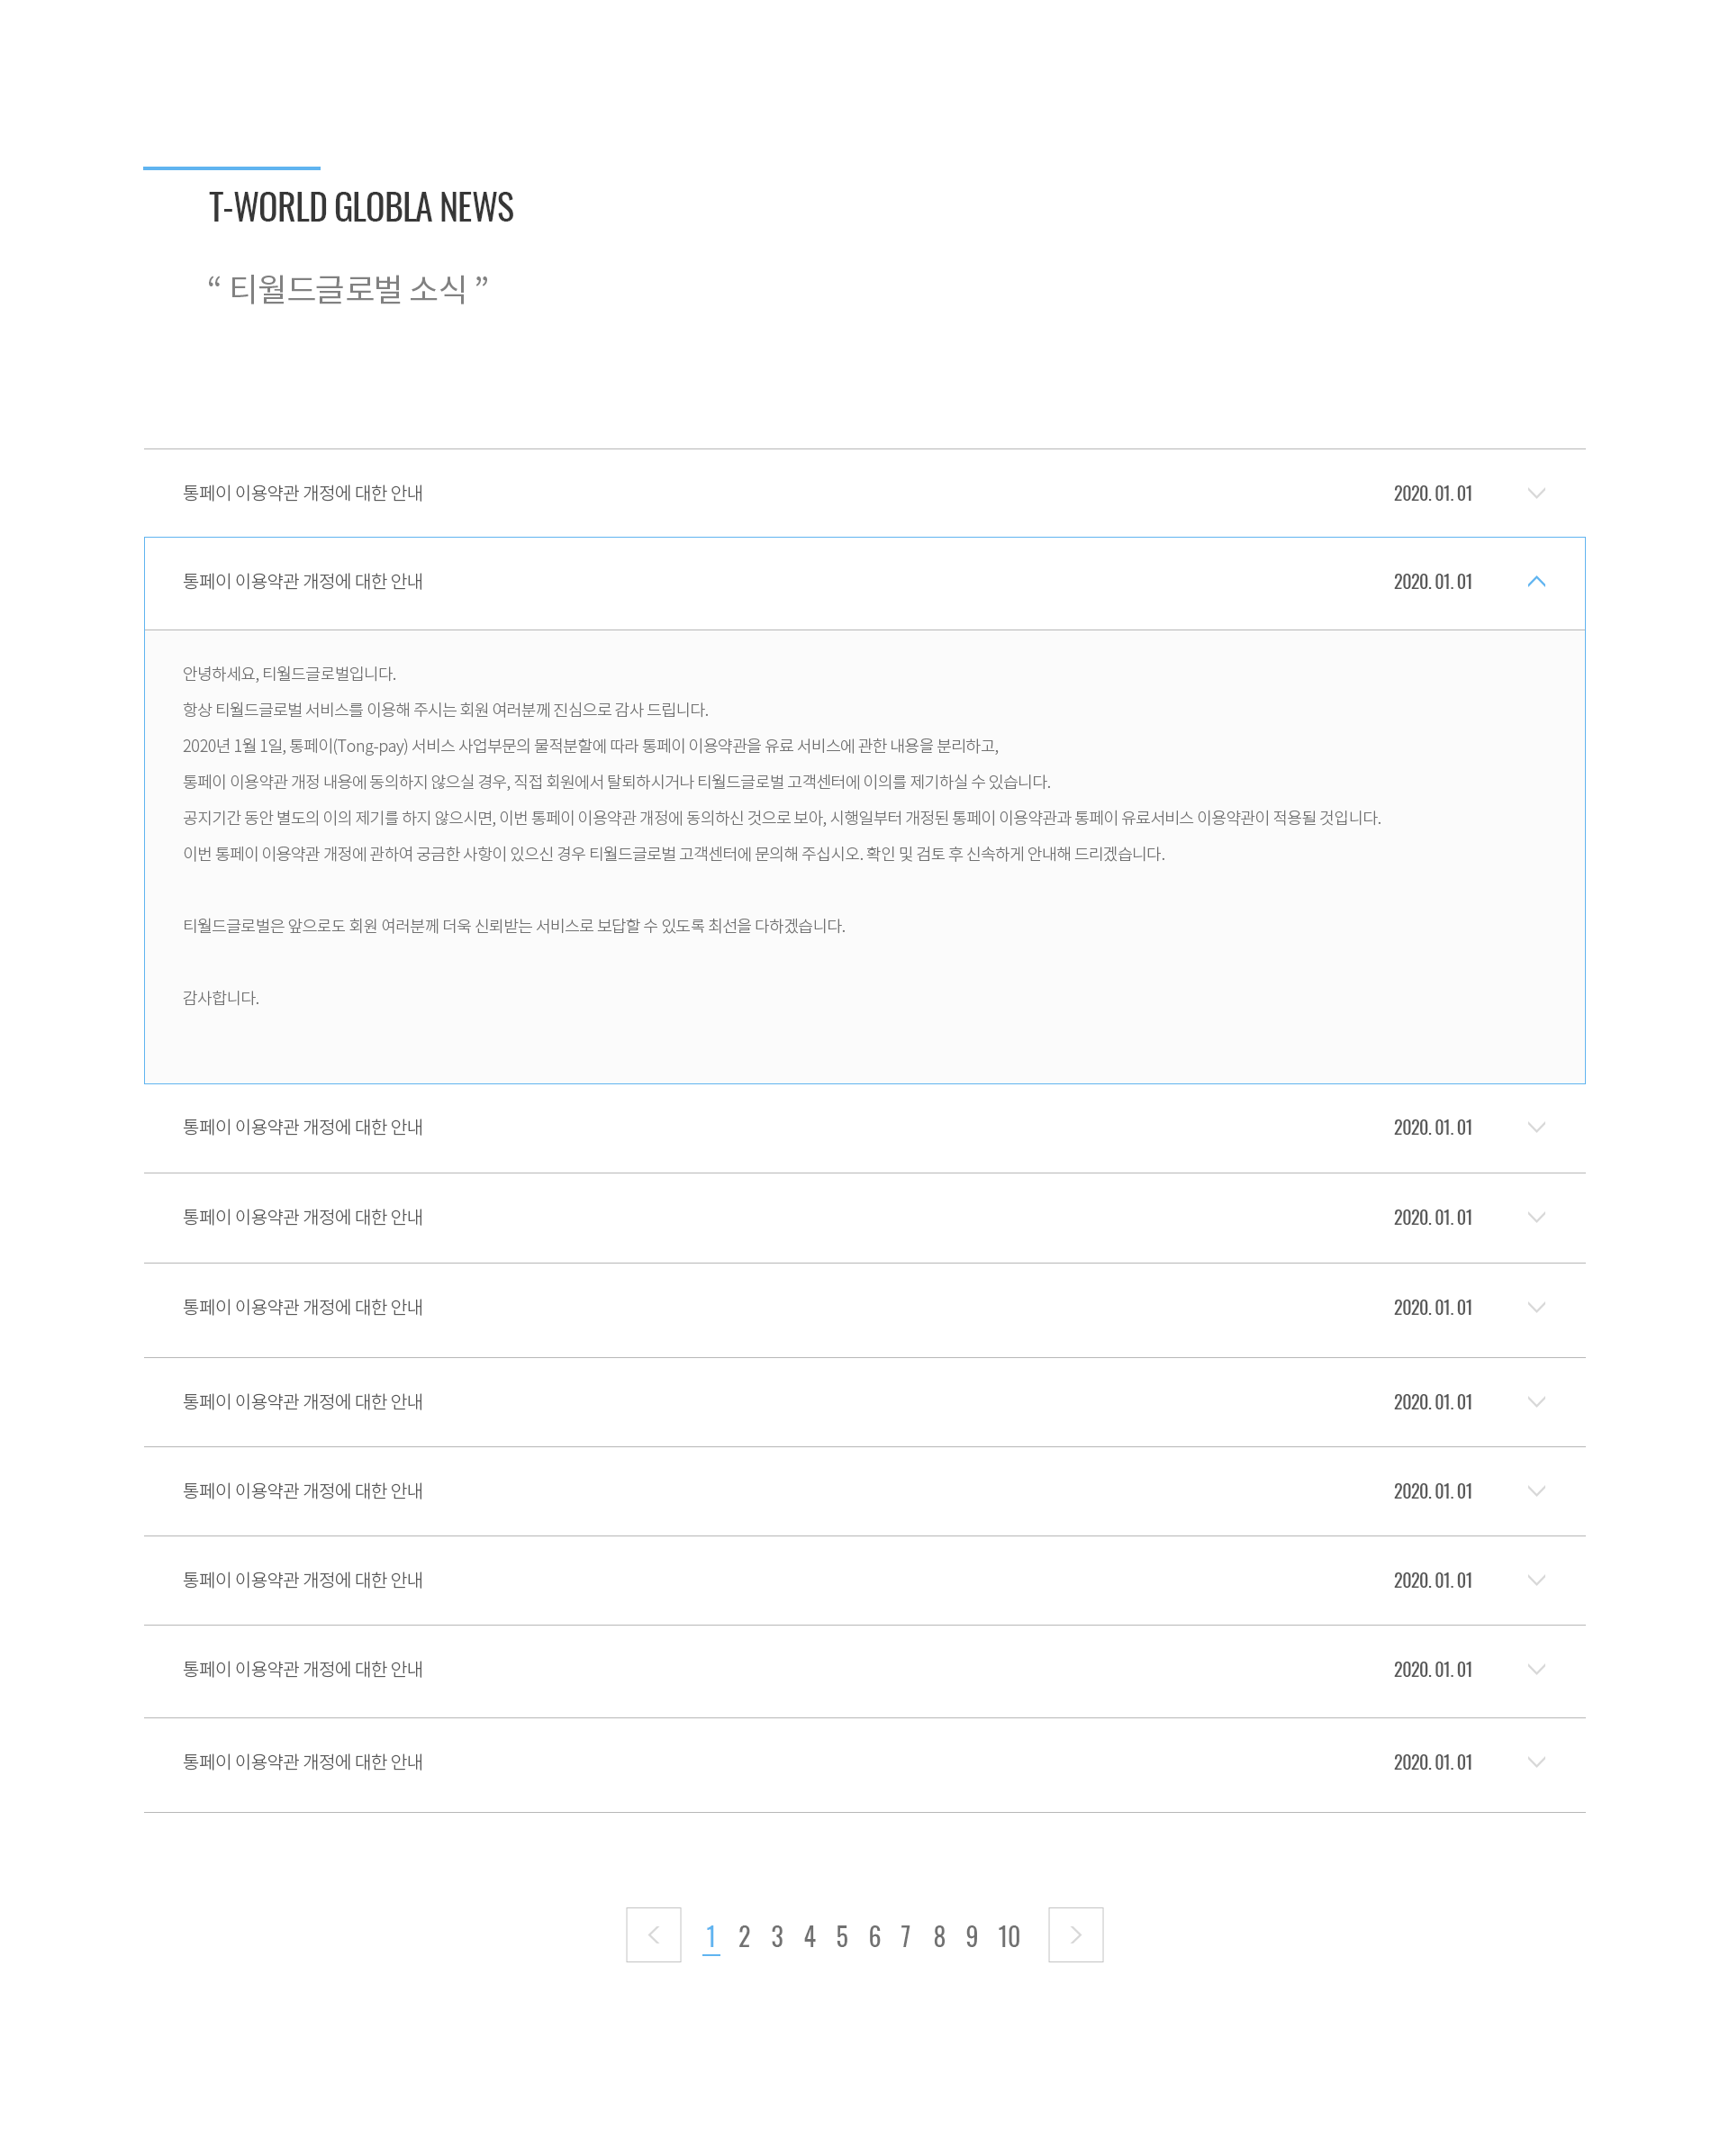 T-WORLD GLOBLA NEWS
“ 티월드글로벌 소식 ”
통페이 이용약관 개정에 대한 안내 2020. 01. 01
통페이 이용약관 개정에 대한 안내 2020. 01. 01
안녕하세요, 티월드글로벌입니다.
항상 티월드글로벌 서비스를 이용해 주시는 회원 여러분께 진심으로 감사 드립니다.
2020년 1월 1일, 통페이(Tong-pay) 서비스 사업부문의 물적분할에 따라 통페이 이용약관을 유료 서비스에 관한 내용을 분리하고,
통페이 이용약관 개정 내용에 동의하지 않으실 경우, 직접 회원에서 탈퇴하시거나 티월드글로벌 고객센터에 이의를 제기하실 수 있습니다.
공지기간 동안 별도의 이의 제기를 하지 않으시면, 이번 통페이 이용약관 개정에 동의하신 것으로 보아, 시행일부터 개정된 통페이 이용약관과 통페이 유료서비스 이용약관이 적용될 것입니다.
이번 통페이 이용약관 개정에 관하여 궁금한 사항이 있으신 경우 티월드글로벌 고객센터에 문의해 주십시오. 확인 및 검토 후 신속하게 안내해 드리겠습니다.
티월드글로벌은 앞으로도 회원 여러분께 더욱 신뢰받는 서비스로 보답할 수 있도록 최선을 다하겠습니다.
감사합니다.
통페이 이용약관 개정에 대한 안내 2020. 01. 01
통페이 이용약관 개정에 대한 안내 2020. 01. 01
통페이 이용약관 개정에 대한 안내 2020. 01. 01
통페이 이용약관 개정에 대한 안내 2020. 01. 01
통페이 이용약관 개정에 대한 안내 2020. 01. 01
통페이 이용약관 개정에 대한 안내 2020. 01. 01
통페이 이용약관 개정에 대한 안내 2020. 01. 01
통페이 이용약관 개정에 대한 안내 2020. 01. 01
1 2 3 4 5 6 7 8 9 10